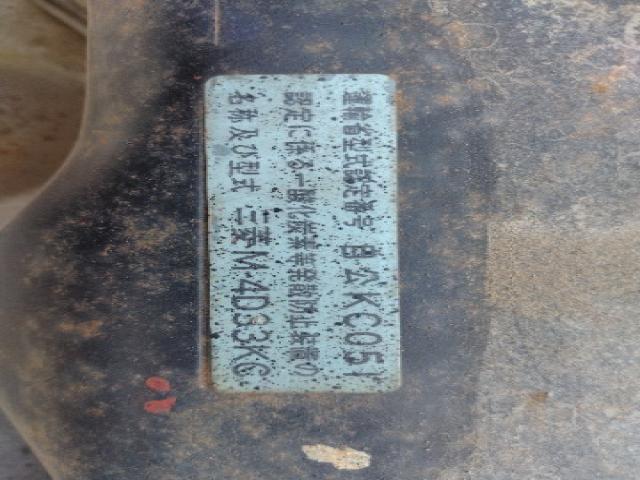 運輸省型式認定番号 自公KC051
認定に係る一酸化炭素等発散防止装置の
名称及び型式 三菱M-4D33KG